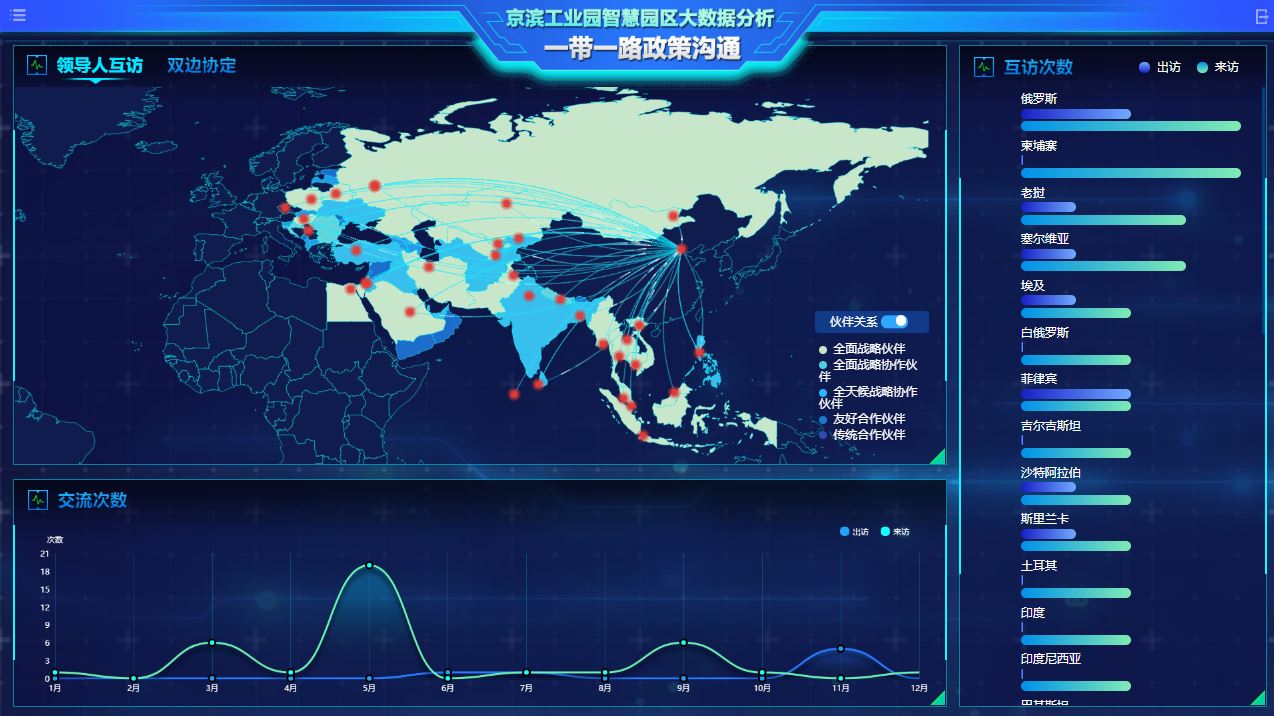 京滨工业园智慧园区大数据分析
一带一路政策沟通
领导人互访 双边协定
伙伴关系
全面战略伙伴
全面战略协作伙
伴
全天候战略协作
伙伴
友好合作伙伴
传统合作伙伴
交流次数
出访 来访
次数
21
18
15
12
9
6
3
0
1月 2月 3月 4月 5月 6月 7月 8月 9月 10月 11月 12月
互访次数 出访 来访
俄罗斯
柬埔寨
老挝
塞尔维亚
埃及
白俄罗斯
菲律宾
吉尔吉斯坦
沙特阿拉伯
斯里兰卡
土耳其
印度
印度尼西亚